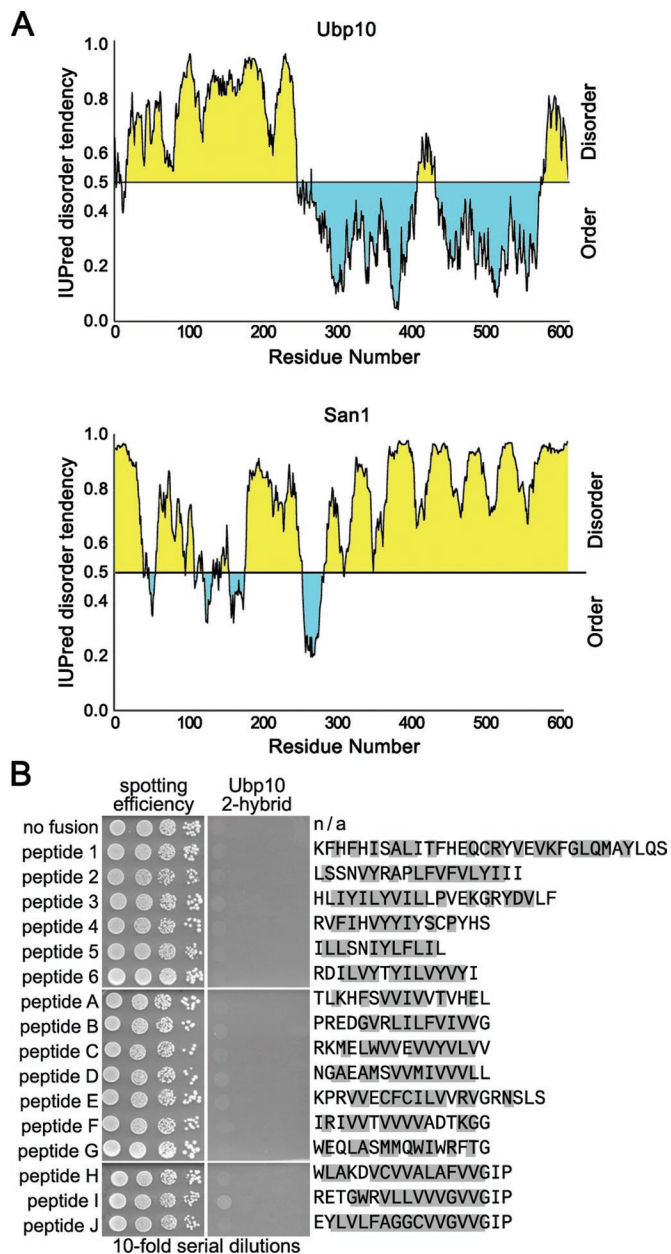 A
Ubp10
1.0
0.8
0.6
0.5
0.4
0.2
0.0
IUPred disorder tendency
Disorder
Order
0 100 200 300 400 500 600
Residue Number
San1
1.0
0.8
0.6
0.5
0.4
0.2
0.0
IUPred disorder tendency
Disorder
Order
0 100 200 300 400 500 600
Residue Number
B
spotting efficiency
Ubp10 2-hybrid
no fusion n/a
peptide 1 KFHFHISALITFHEQCRYVEVKFGLQMAYLQS
peptide 2 LSSNVYRAPLFVFVLYIII
peptide 3 HLIYILYVILLPVEKGRYDVLF
peptide 4 RVFIHVYYIYSCPYHS
peptide 5 ILLSNIYLFLIL
peptide 6 RDILVYTYILVYVYI
peptide A TLKHFSVVIVVTVHEL
peptide B PREDGVRLILFVIVVG
peptide C RKMELWVVEVVYVLVV
peptide D NGAEAMSVVMIVVVLL
peptide E KPRVVECFCILVVRVGRNSLS
peptide F IRIVVTVVVVADTKGG
peptide G WEQLASMMQWIWRFTG
peptide H WLAKDVCVVALAFVVGIP
peptide I RETGWRVLLVVVGVVGIP
peptide J EYLVLFAGGCVVGVVGIP
10-fold serial dilutions